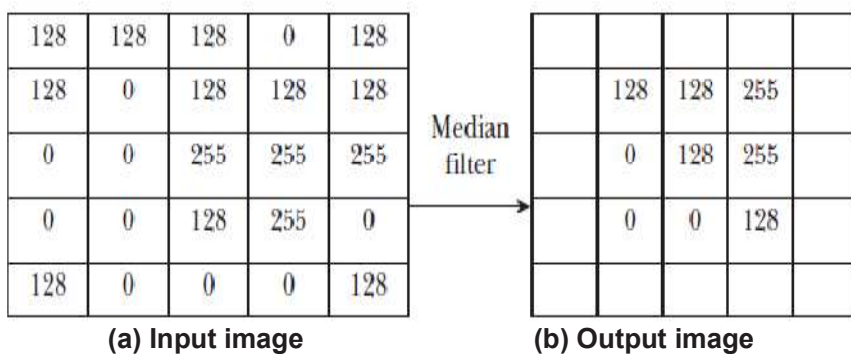 128 128 128 0 128
128 0 128 128 128
128 128 255
Median
filter
0 0 255 255 255
0 128 255
0 0 128 255 0
0 0 128
128 0 0 0 128
(a) Input image
(b) Output image